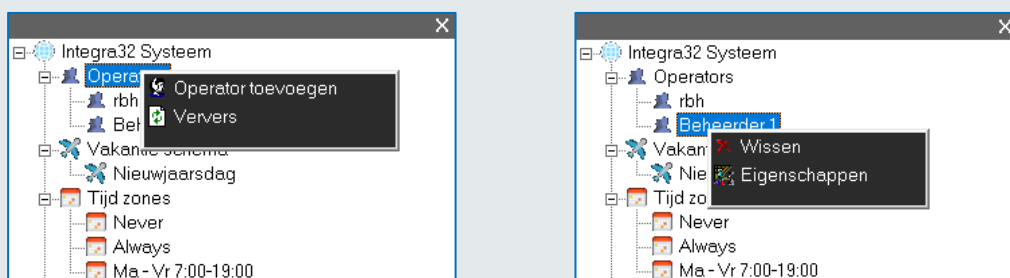 X
Integra32 Systeem
Operator toevoegen
rbh
Ververs
Vakantie schema
Nieuwjaarsdag
Tijd zones
Never
Always
Ma - Vr 7:00-19:00
X
Integra32 Systeem
Operators
rbh
Beheerder 1
Wissen
Eigenschappen
Never
Always
Ma - Vr 7:00-19:00